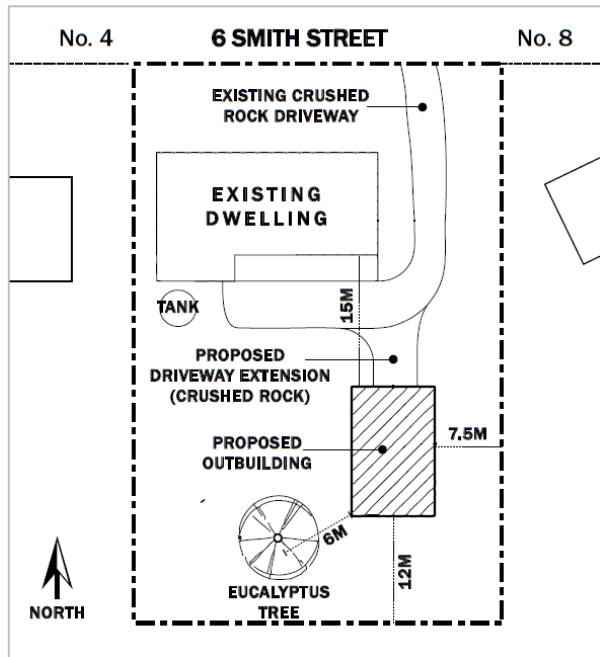 No. 4
6 SMITH STREET
No. 8
EXISTING CRUSHED
ROCK DRIVEWAY
EXISTING
DWELLING
TANK
15M
PROPOSED
DRIVEWAY EXTENSION
(CRUSHED ROCK)
7.5M
PROPOSED
OUTBUILDING
6M
12M
EUCALYPTUS
TREE
NORTH